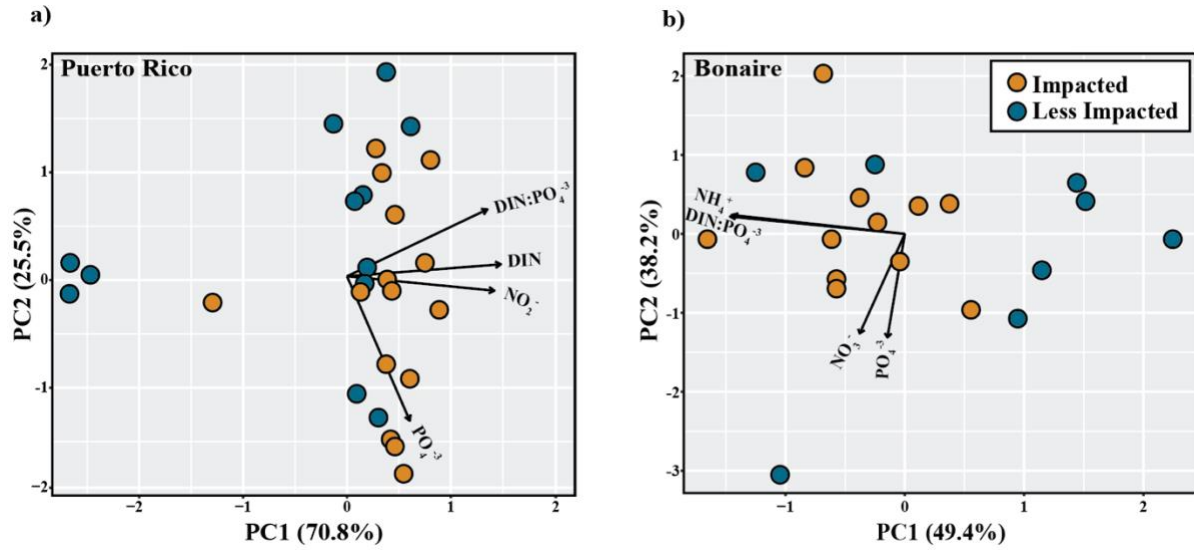 a)
Puerto Rico
2
1
0
-1
-2
PC2 (25.5%)
DIN:PO₄⁻³
DIN
NO₂⁻
PO₄⁻³
−2
−1
0
1
2
PC1 (70.8%)
b)
Bonaire
Impacted
Less Impacted
2
1
0
-1
-2
-3
PC2 (38.2%)
NH₄⁺
DIN:PO₄⁻³
NO₃⁻
PO₄⁻³
−1
0
1
2
PC1 (49.4%)